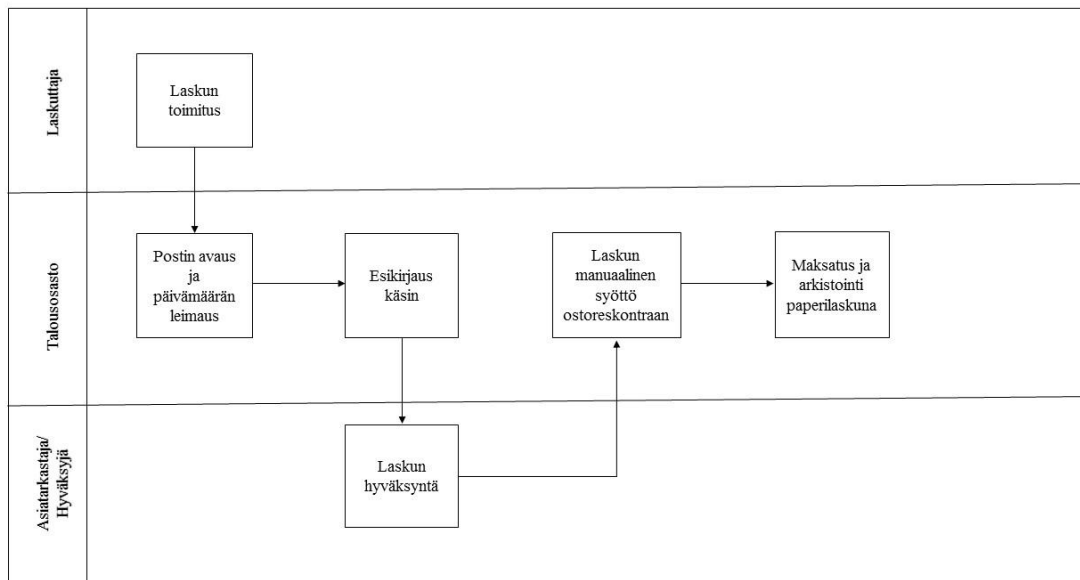 Laskuttaja
Laskun
toimitus
Talousosasto
Postin avaus
ja
päivämäärän
leimaus
Esikirjaus
käsin
Laskun
manuaalinen
syöttö
ostoreskontraan
Maksatus ja
arkistointi
paperilaskuna
Asiatarkastaja/
Hyväksyjä
Laskun
hyväksyntä